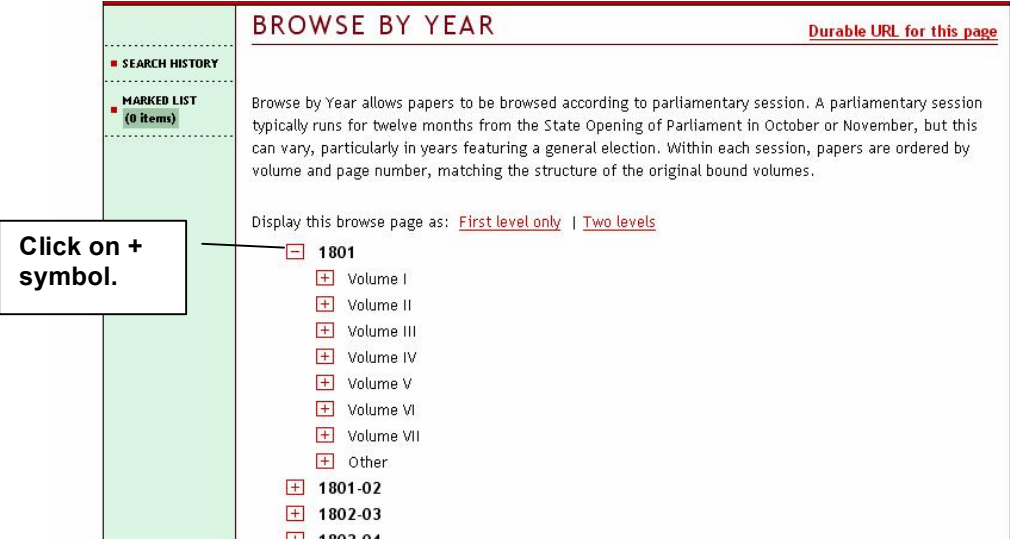 BROWSE BY YEAR
Durable URL for this page
SEARCH HISTORY
MARKED LIST
(0 items)
Browse by Year allows papers to be browsed according to parliamentary session. A parliamentary session
typically runs for twelve months from the State Opening of Parliament in October or November, but this
can vary, particularly in years featuring a general election. Within each session, papers are ordered by
volume and page number, matching the structure of the original bound volumes.
Display this browse page as: First level only | Two levels
Click on +
symbol.
1801
Volume I
Volume II
Volume III
Volume IV
Volume V
Volume VI
Volume VII
Other
1801-02
1802-03
1803-04